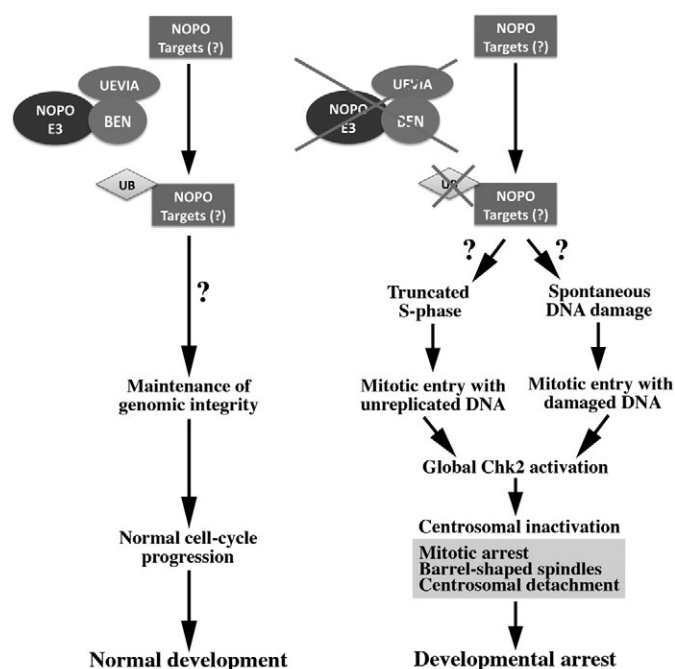 NOPO
Targets (?)
UEVIA
NOPO
E3
BEN
UB
NOPO
Targets (?)
?
Maintenance of
genomic integrity
Normal cell-cycle
progression
Normal development
NOPO
Targets (?)
UEVIA
NOPO
E3
BEN
UB
NOPO
Targets (?)
? ?
Truncated
S-phase
Spontaneous
DNA damage
Mitotic entry with
unreplicated DNA
Mitotic entry with
damaged DNA
Global Chk2 activation
Centrosomal inactivation
Mitotic arrest
Barrel-shaped spindles
Centrosomal detachment
Developmental arrest